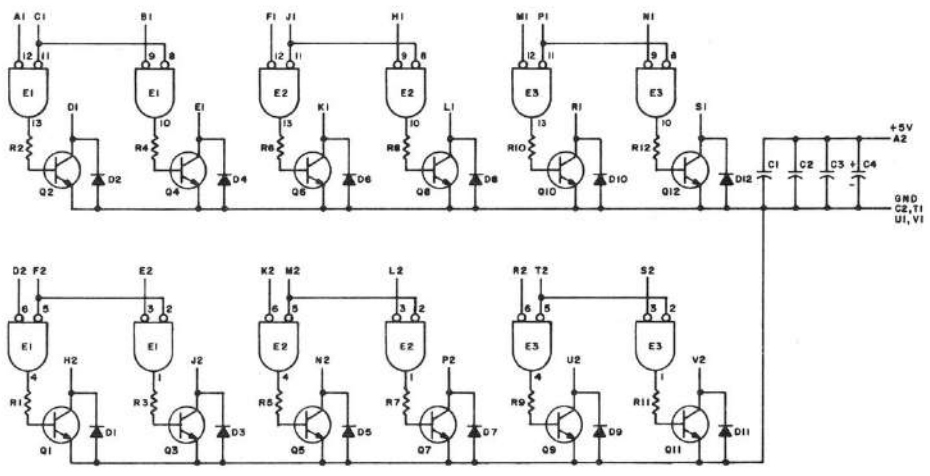 A1 C1 B1 F1 J1 H1 M1 P1 N1
12 11 9 8 12 11 9 8 12 11 9 8
E1 E1 E2 E2 E3 E3
13 D1 10 E1 13 K1 10 L1 13 R1 10 S1
+5V
A2
R2 R4 R6 R8 R10 R12
C1 C2 C3 + C4
-
D2 D4 D6 D8 D10 D12
Q2 Q4 Q6 Q8 Q10 Q12
GND
C2, T1
U1, V1
D2 F2 E2 K2 M2 L2 R2 T2 S2
6 5 3 2 6 5 3 2 6 5 3 2
E1 E1 E2 E2 E3 E3
4 H2 1 J2 4 N2 1 P2 4 U2 1 V2
R1 R3 R5 R7 R9 R11
D1 D3 D5 D7 D9 D11
Q1 Q3 Q5 Q7 Q9 Q11